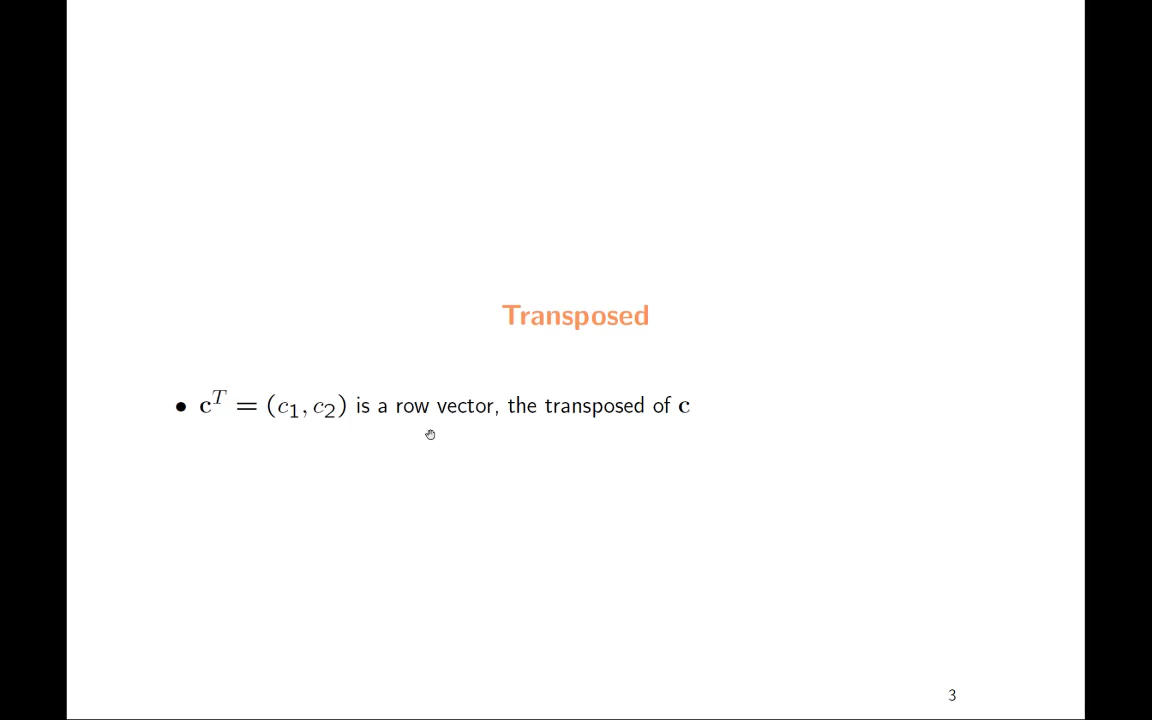 Transposed
• c^T = (c_1, c_2) is a row vector, the transposed of c
3